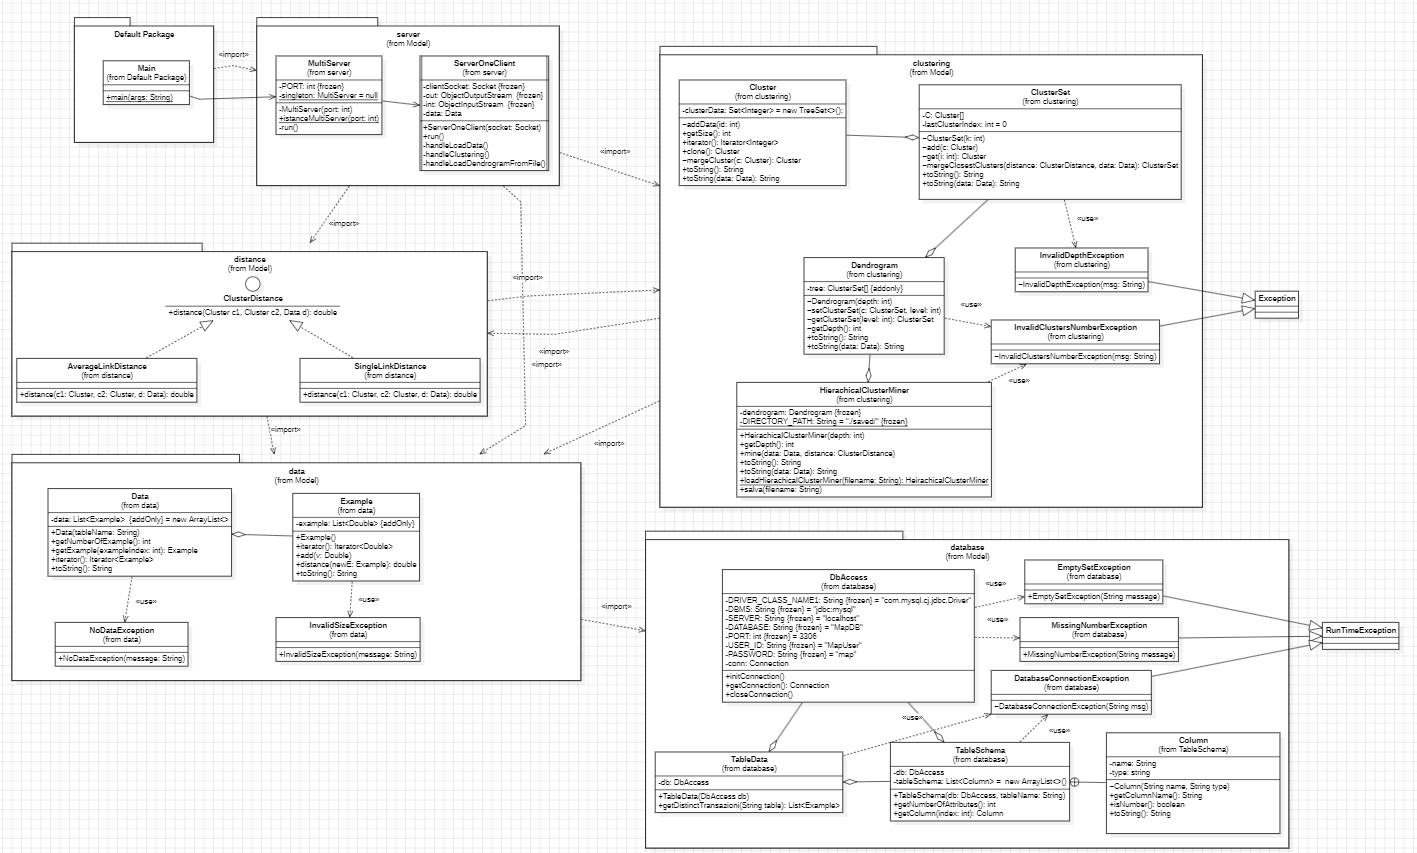 Default Package
Main
(from Default Package)
+main(args: String)
«import»
server
(from Model)
MultiServer
(from server)
-PORT: int {frozen}
-singleton: MultiServer = null
-MultiServer(port: int)
+istanceMultiServer(port: int)
-run()
ServerOneClient
(from server)
-clientSocket: Socket {frozen}
-out: ObjectOutputStream {frozen}
-int: ObjectInputStream {frozen}
-data: Data
+ServerOneClient(socket: Socket)
+run()
-handleLoadData()
-handleClustering()
-handleLoadDendrogramFromFile()
«import»
«import»
«import»
clustering
(from Model)
Cluster
(from clustering)
-clusterData: Set<Integer> = new TreeSet<>();
~addData(id: int)
+getSize(): int
+iterator(): Iterator<Integer>
+clone(): Cluster
~mergeCluster(c: Cluster): Cluster
+toString(): String
+toString(data: Data): String
ClusterSet
(from clustering)
-C: Cluster[]
-lastClusterIndex: int = 0
~ClusterSet(k: int)
~add(c: Cluster)
~get(i: int): Cluster
~mergeClosestClusters(distance: ClusterDistance, data: Data): ClusterSet
+toString(): String
+toString(data: Data): String
«use»
InvalidDepthException
(from clustering)
~InvalidDepthException(msg: String)
Exception
Dendrogram
(from clustering)
-tree: ClusterSet[] {addonly}
~Dendrogram(depth: int)
~setClusterSet(c: ClusterSet, level: int)
~getClusterSet(level: int): ClusterSet
~getDepth(): int
+toString(): String
+toString(data: Data): String
«use»
InvalidClustersNumberException
(from clustering)
~InvalidClustersNumberException(msg: String)
«use»
HierachicalClusterMiner
(from clustering)
-dendrogram: Dendrogram {frozen}
-DIRECTORY_PATH: String = "./saved/" {frozen}
+HeirachicalClusterMiner(depth: int)
+getDepth(): int
+mine(data: Data, distance: ClusterDistance)
+toString(): String
+toString(data: Data): String
+loadHierachicalClusterMiner(filename: String): HeirachicalClusterMiner
+salva(filename: String)
distance
(from Model)
ClusterDistance
+distance(Cluster c1, Cluster c2, Data d): double
AverageLinkDistance
(from distance)
+distance(c1: Cluster, c2: Cluster, d: Data): double
SingleLinkDistance
(from distance)
+distance(c1: Cluster, c2: Cluster, d: Data): double
«import»
«import»
«import»
«import»
data
(from Model)
Data
(from data)
-data: List<Example> {addOnly} = new ArrayList<>
+Data(tableName: String)
+getNumberOfExample(): int
+getExample(exampleIndex: int): Example
+iterator(): Iterator<Example>
+toString(): String
Example
(from data)
-example: List<Double> {addOnly}
+Example()
+iterator(): Iterator<Double>
+add(v: Double)
+distance(newE: Example): double
+toString(): String
«use»
«use»
NoDataException
(from data)
+NoDataException(message: String)
InvalidSizeException
(from data)
+InvalidSizeException(message: String)
«import»
database
(from Model)
DbAccess
(from database)
-DRIVER_CLASS_NAME1: String {frozen} = "com.mysql.cj.jdbc.Driver"
-DBMS: String {frozen} = "jdbc:mysql"
-SERVER: String {frozen} = "localhost"
-DATABASE: String {frozen} = "MapDB"
-PORT: int {frozen} = 3306
-USER_ID: String {frozen} = "MapUser"
-PASSWORD: String {frozen} = "map"
-conn: Connection
+initConnection()
+getConnection(): Connection
+closeConnection()
«use»
«use»
EmptySetException
(from database)
+EmptySetException(String message)
MissingNumberException
(from database)
+MissingNumberException(String message)
DatabaseConnectionException
(from database)
~DatabaseConnectionException(String msg)
RunTimeException
«use»
«use»
TableData
(from database)
-db: DbAccess
+TableData(DbAccess db)
+getDistinctTransazioni(String table): List<Example>
TableSchema
(from database)
-db: DbAccess
-tableSchema: List<Column> = new ArrayList<>()
+TableSchema(db: DbAccess, tableName: String)
+getNumberOfAttributes(): int
+getColumn(index: int): Column
Column
(from TableSchema)
-name: String
-type: string
~Column(String name, String type)
+getColumnName(): String
+isNumber(): boolean
+toString(): String